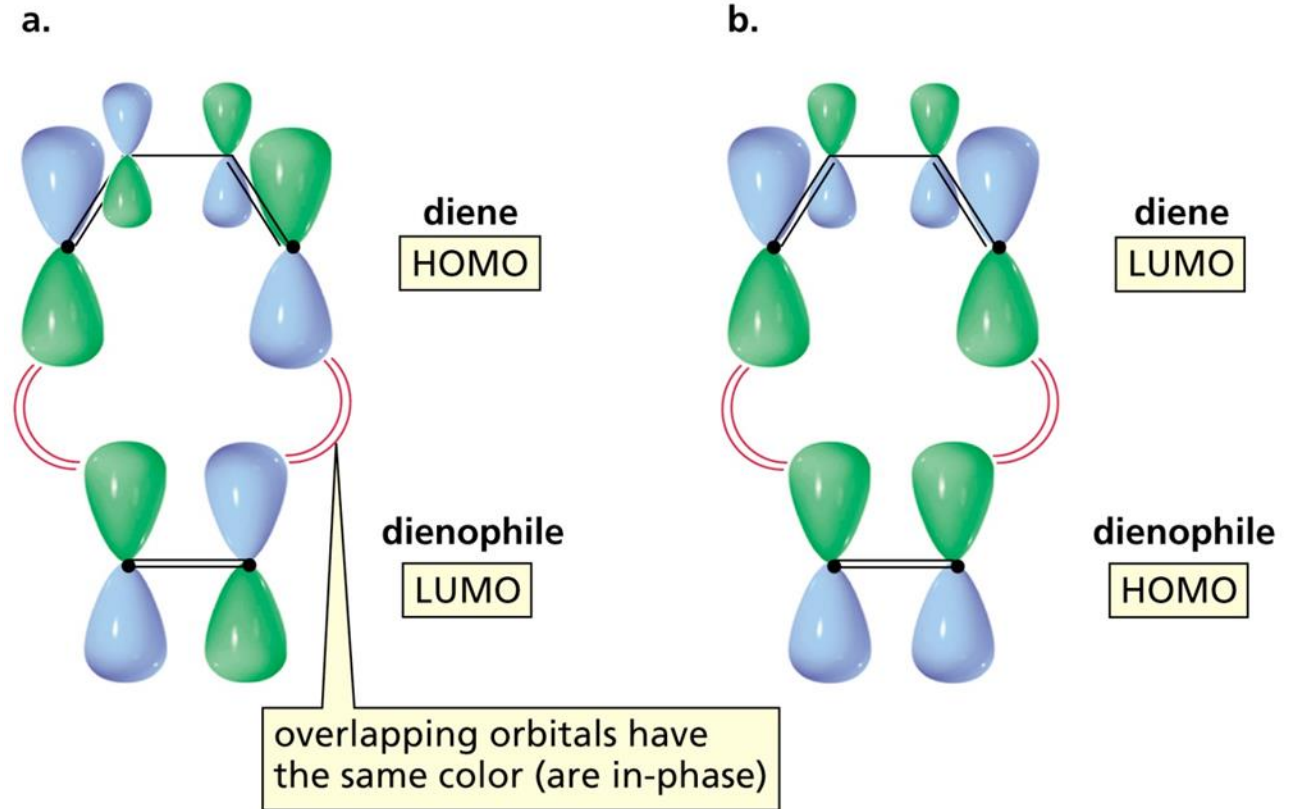 a.
diene
HOMO
dienophile
LUMO
overlapping orbitals have
the same color (are in-phase)
b.
diene
LUMO
dienophile
HOMO